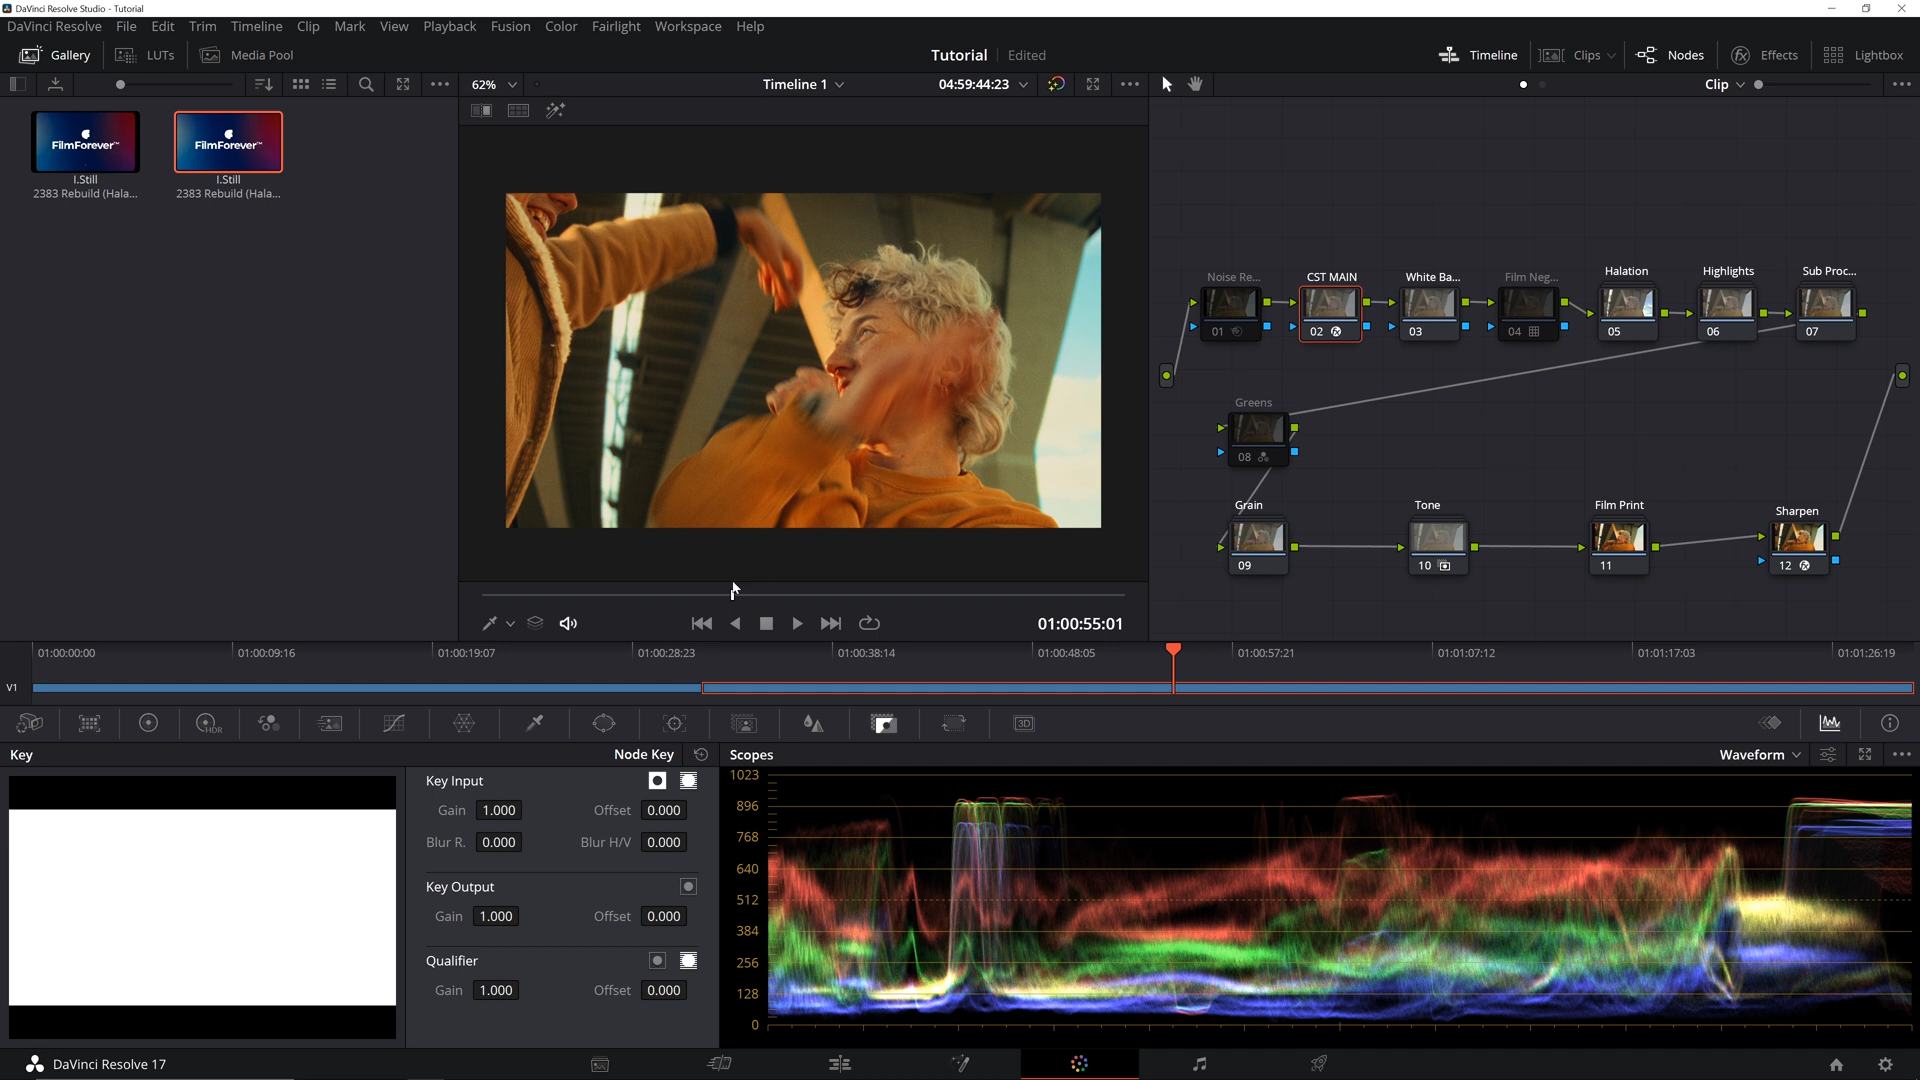 DaVinci Resolve Studio - Tutorial
DaVinci Resolve File Edit Trim Timeline Clip Mark View Playback Fusion Color Fairlight Workspace Help
Gallery LUTs Media Pool Tutorial Edited Timeline Clips Nodes Effects Lightbox
62% Timeline 1 04:59:44:23 Clip
FilmForever™ FilmForever™
I.Still I.Still
2383 Rebuild (Hala... 2383 Rebuild (Hala...
Noise Re... CST MAIN White Ba... Film Neg... Halation Highlights Sub Proc...
01 02 03 04 05 06 07
Greens
08
Grain Tone Film Print Sharpen
09 10 11 12
01:00:55:01
01:00:00:00 01:00:09:16 01:00:19:07 01:00:28:23 01:00:38:14 01:00:48:05 01:00:57:21 01:01:07:12 01:01:17:03 01:01:26:19
V1
HDR 3D
Key Node Key Scopes Waveform
Key Input
Gain 1.000 Offset 0.000
Blur R. 0.000 Blur H/V 0.000
Key Output
Gain 1.000 Offset 0.000
Qualifier
Gain 1.000 Offset 0.000
1023
896
768
640
512
384
256
128
0
DaVinci Resolve 17